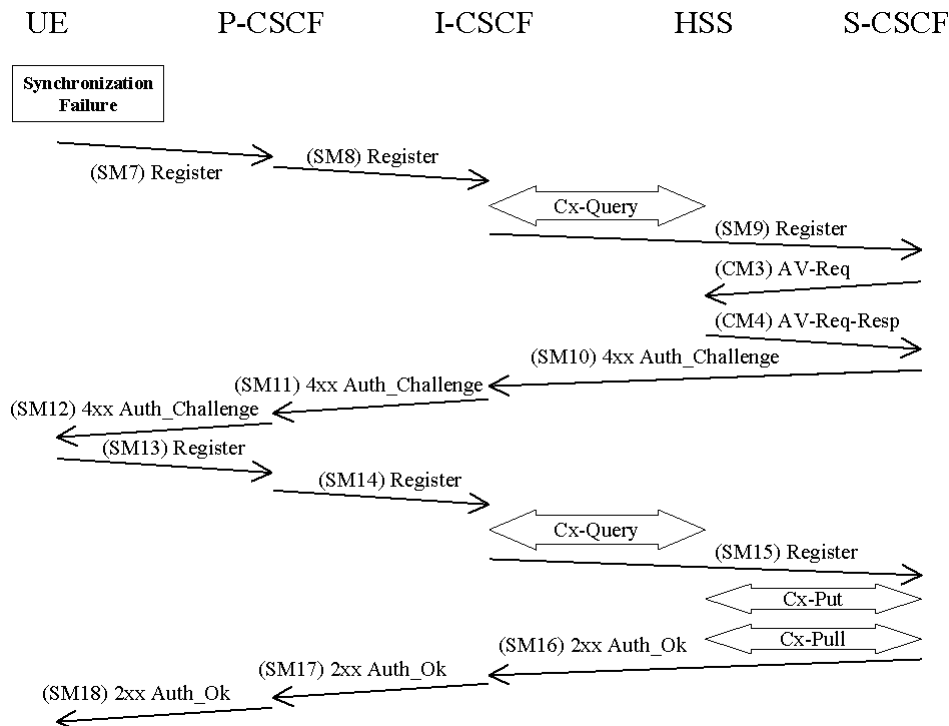 UE P-CSCF I-CSCF HSS S-CSCF
Synchronization
Failure
(SM7) Register
(SM8) Register
Cx-Query
(SM9) Register
(CM3) AV-Req
(CM4) AV-Req-Resp
(SM10) 4xx Auth_Challenge
(SM11) 4xx Auth_Challenge
(SM12) 4xx Auth_Challenge
(SM13) Register
(SM14) Register
Cx-Query
(SM15) Register
Cx-Put
Cx-Pull
(SM16) 2xx Auth_Ok
(SM17) 2xx Auth_Ok
(SM18) 2xx Auth_Ok